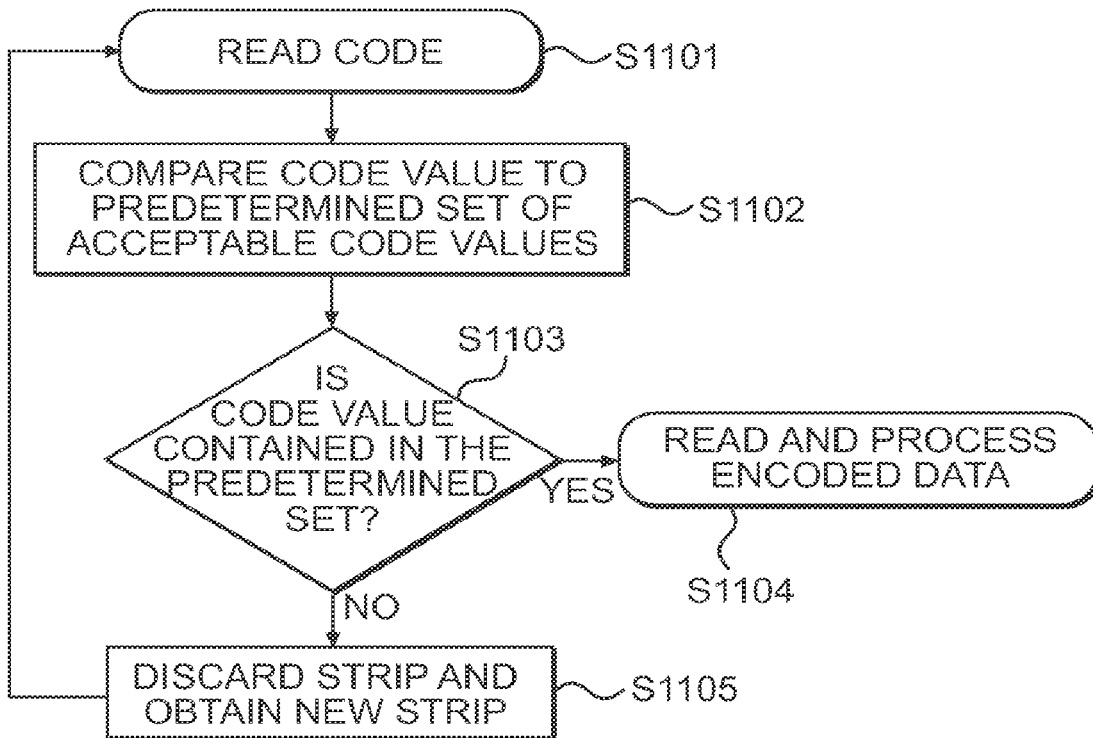 READ CODE
S1101
COMPARE CODE VALUE TO
PREDETERMINED SET OF
ACCEPTABLE CODE VALUES
S1102
S1103
IS
CODE VALUE
CONTAINED IN THE
PREDETERMINED
SET?
YES
READ AND PROCESS
ENCODED DATA
S1104
NO
DISCARD STRIP AND
OBTAIN NEW STRIP
S1105